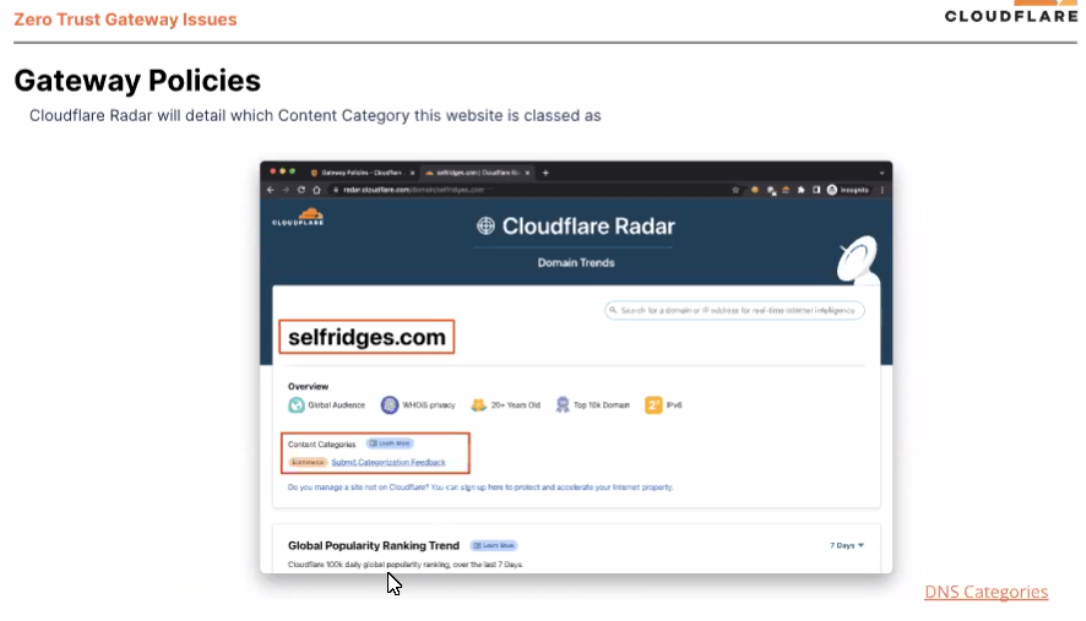 Zero Trust Gateway Issues
CLOUDFLARE
Gateway Policies
Cloudflare Radar will detail which Content Category this website is classed as
Gateway Policies - Cloudflare
selfridges.com | Cloudflare Ra
radar.cloudflare.com/domain/selfridges.com
Incognito
CLOUDFLARE
Cloudflare Radar
Domain Trends
Search for a domain or IP address for real-time Internet intelligence
selfridges.com
Overview
Global Audience WHOIS privacy 20+ Years Old Top 10k Domain IPv6
Content Categories Learn More
Ecommerce Submit Categorization Feedback
Do you manage a site not on Cloudflare? You can sign up here to protect and accelerate your Internet property.
Global Popularity Ranking Trend Learn More 7 Days
Cloudflare 100k daily global popularity ranking, over the last 7 Days.
DNS Categories